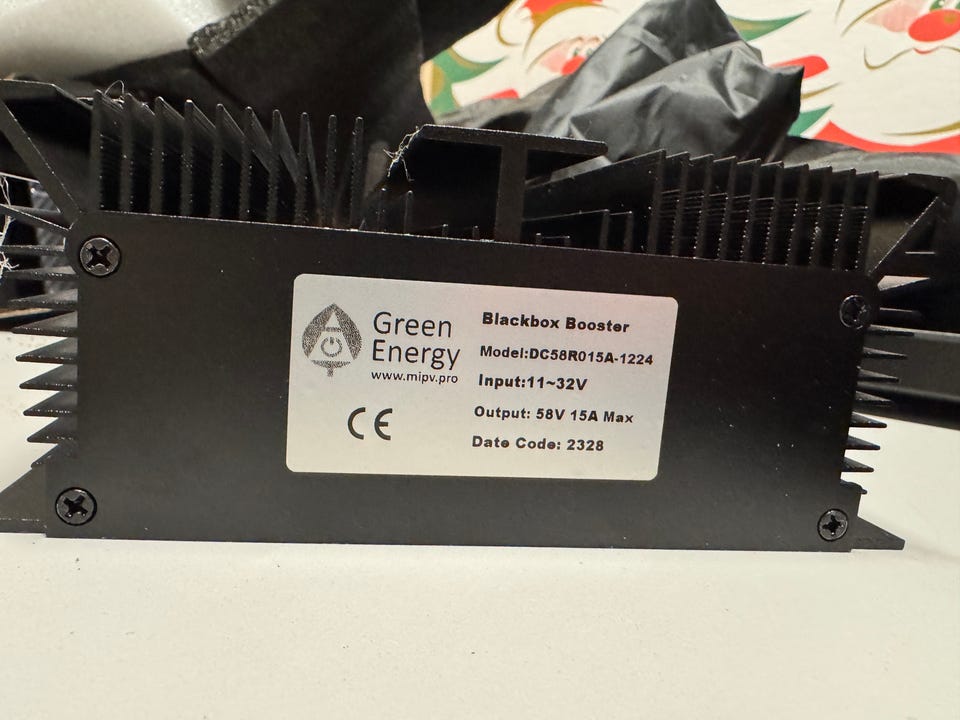 Green
Energy
www.mipv.pro
CE
Blackbox Booster
Model:DC58R015A-1224
Input:11~32V
Output: 58V 15A Max
Date Code: 2328